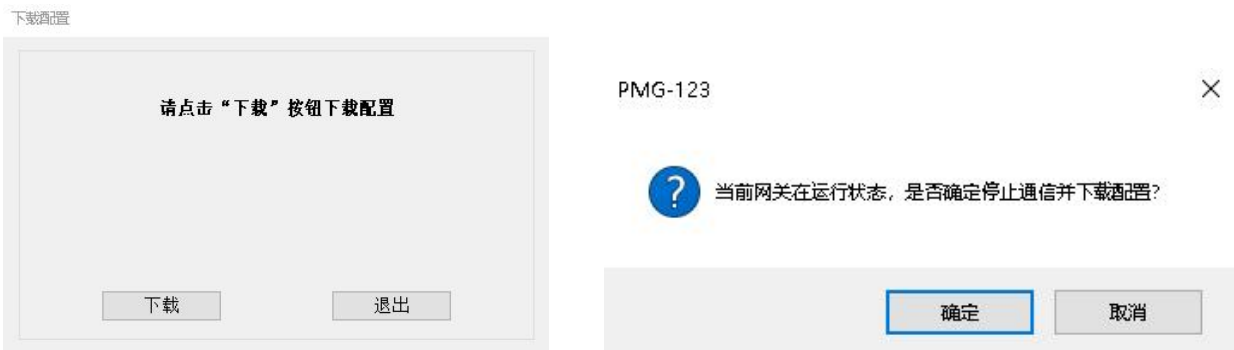 下载配置
请点击“下载”按钮下载配置
下载
退出
PMG-123
当前网关在运行状态，是否确定停止通信并下载配置?
确定
取消